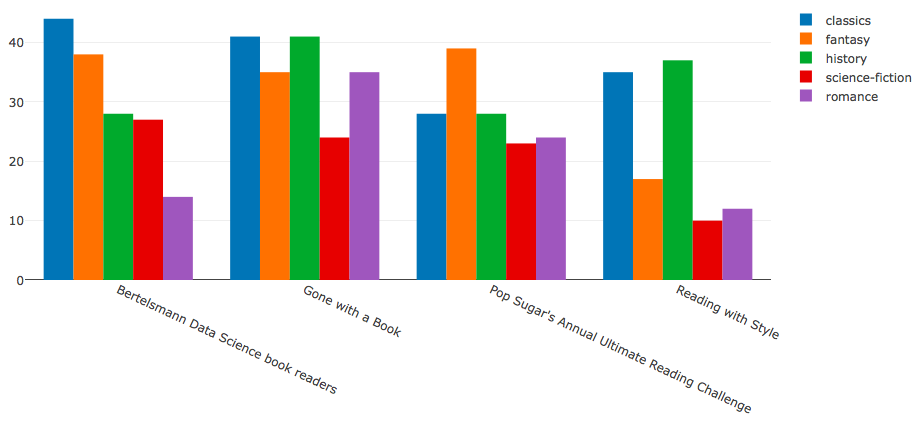 classics
fantasy
history
science-fiction
romance
40
30
20
10
0
Bertelsmann Data Science book readers
Gone with a Book
Pop Sugar's Annual Ultimate Reading Challenge
Reading with Style